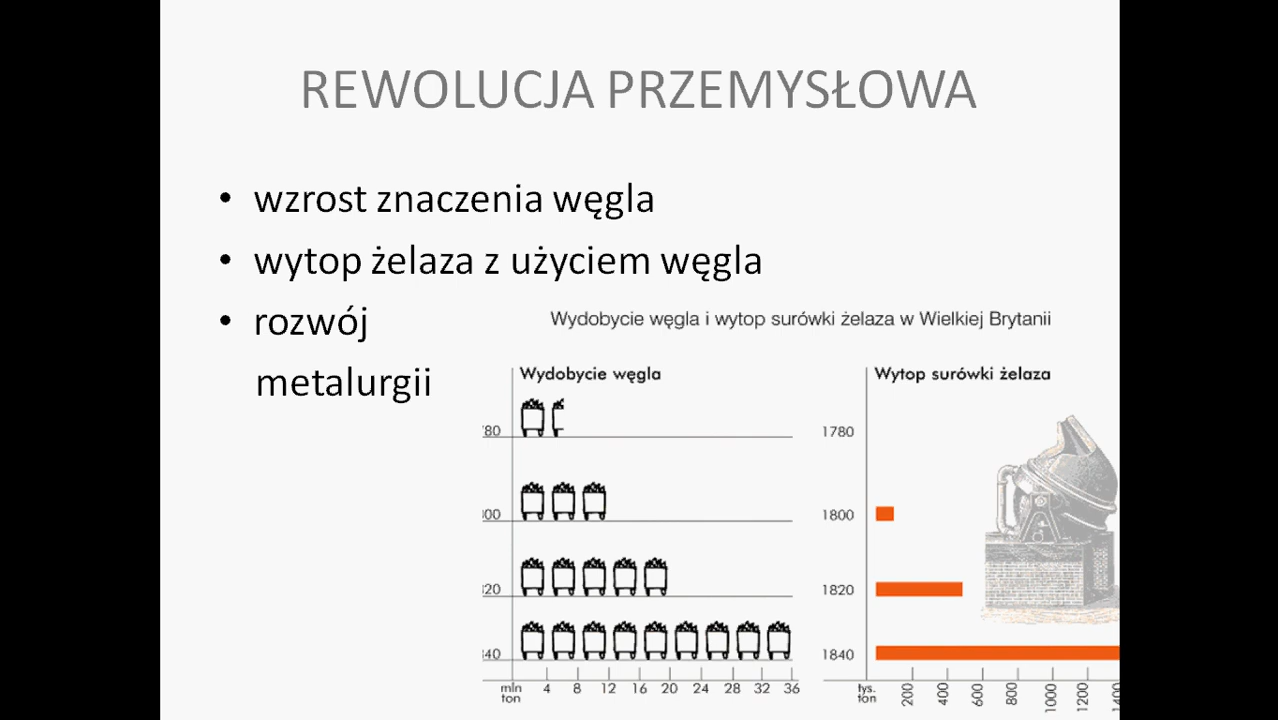 REWOLUCJA PRZEMYSŁOWA
• wzrost znaczenia węgla
• wytop żelaza z użyciem węgla
• rozwój
metalurgii
Wydobycie węgla i wytop surówki żelaza w Wielkiej Brytanii
Wydobycie węgla
80
00
20
40
mln
ton
4 8 12 16 20 24 28 32 36
Wytop surówki żelaza
1780
1800
1820
1840
tys.
ton
200 400 600 800 1000 1200